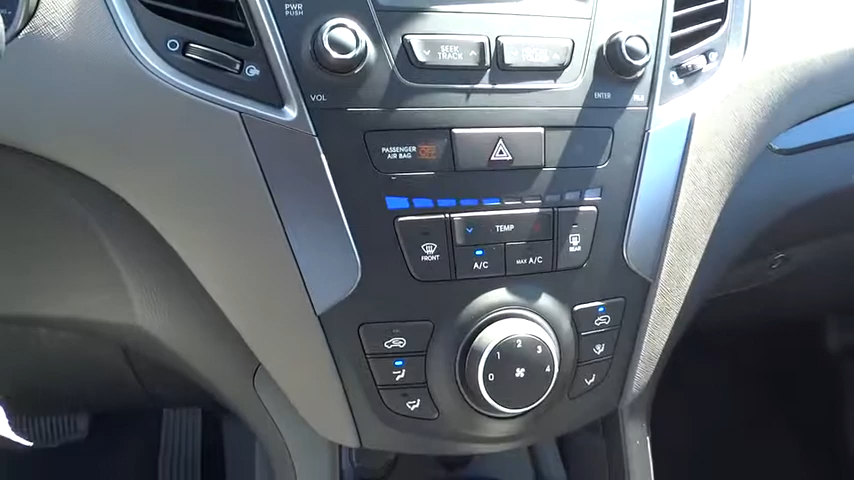 PWR
PUSH
SEEK
TRACK
VOL
ENTER
PASSENGER
AIR BAG
OFF
TEMP
FRONT
A/C
MAX A/C
REAR
0 1 2 3 4